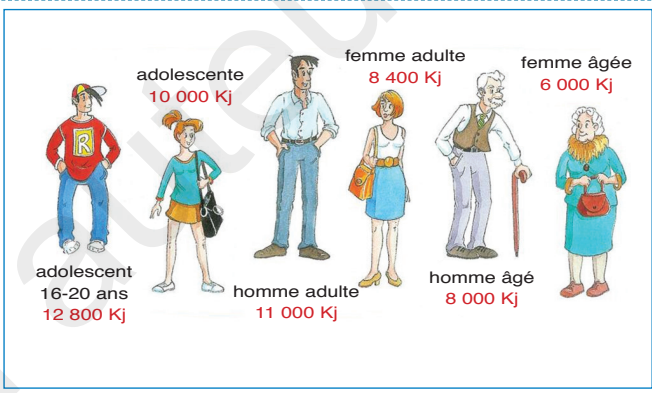 adolescente
10 000 Kj
femme adulte
8 400 Kj
femme âgée
6 000 Kj
R
adolescent
16-20 ans
12 800 Kj
homme adulte
11 000 Kj
homme âgé
8 000 Kj